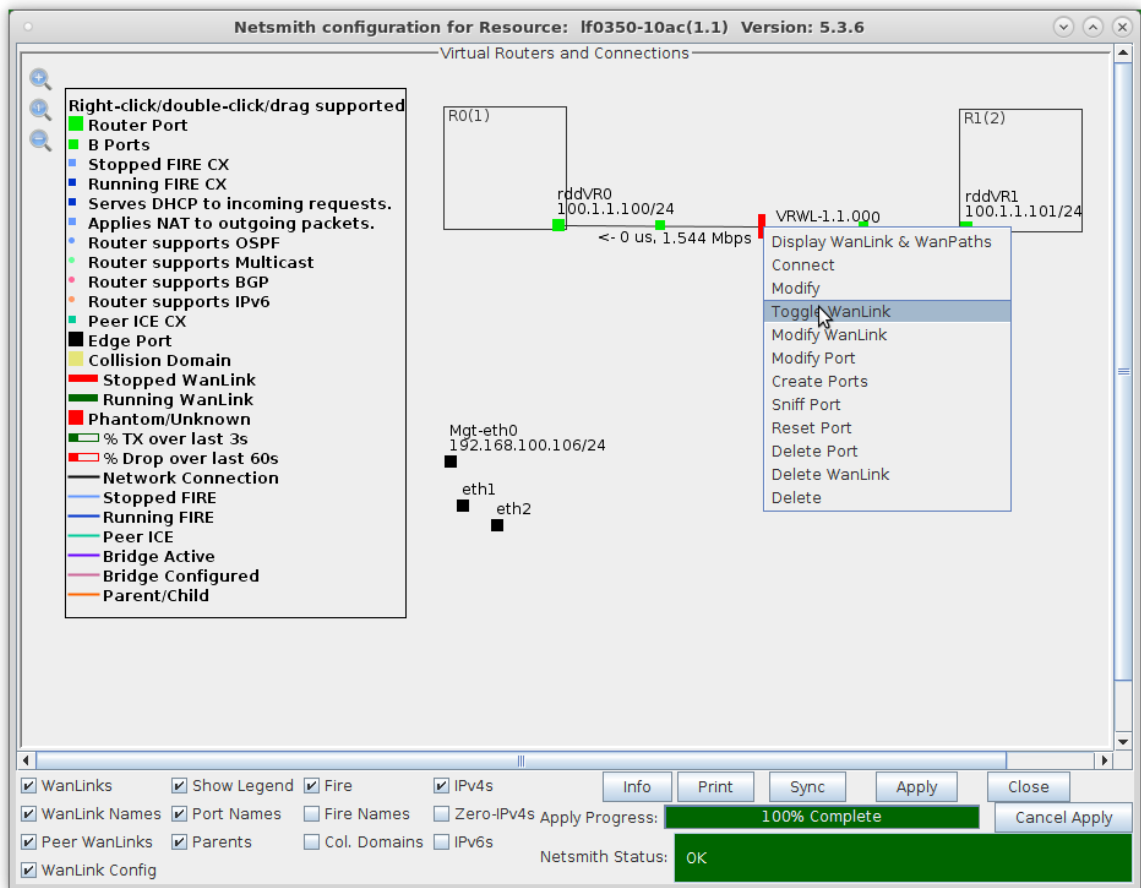 Netsmith configuration for Resource:  lf0350-10ac(1.1)  Version: 5.3.6
Virtual Routers and Connections
Right-click/double-click/drag supported
Router Port
B Ports
Stopped FIRE CX
Running FIRE CX
Serves DHCP to incoming requests.
Applies NAT to outgoing packets.
Router supports OSPF
Router supports Multicast
Router supports BGP
Router supports IPv6
Peer ICE CX
Edge Port
Collision Domain
Stopped WanLink
Running WanLink
Phantom/Unknown
% TX over last 3s
% Drop over last 60s
Network Connection
Stopped FIRE
Running FIRE
Peer ICE
Bridge Active
Bridge Configured
Parent/Child
R0(1)
rddVR0
100.1.1.100/24
<- 0 us, 1.544 Mbps
VRWL-1.1.000
R1(2)
rddVR1
100.1.1.101/24
Display WanLink & WanPaths
Connect
Modify
Toggle WanLink
Modify WanLink
Modify Port
Create Ports
Sniff Port
Reset Port
Delete Port
Delete WanLink
Delete
Mgt-eth0
192.168.100.106/24
eth1
eth2
WanLinks Show Legend Fire IPv4s Info Print Sync Apply Close
WanLink Names Port Names Fire Names Zero-IPv4s Apply Progress: 100% Complete Cancel Apply
Peer WanLinks Parents Col. Domains IPv6s Netsmith Status: OK
WanLink Config